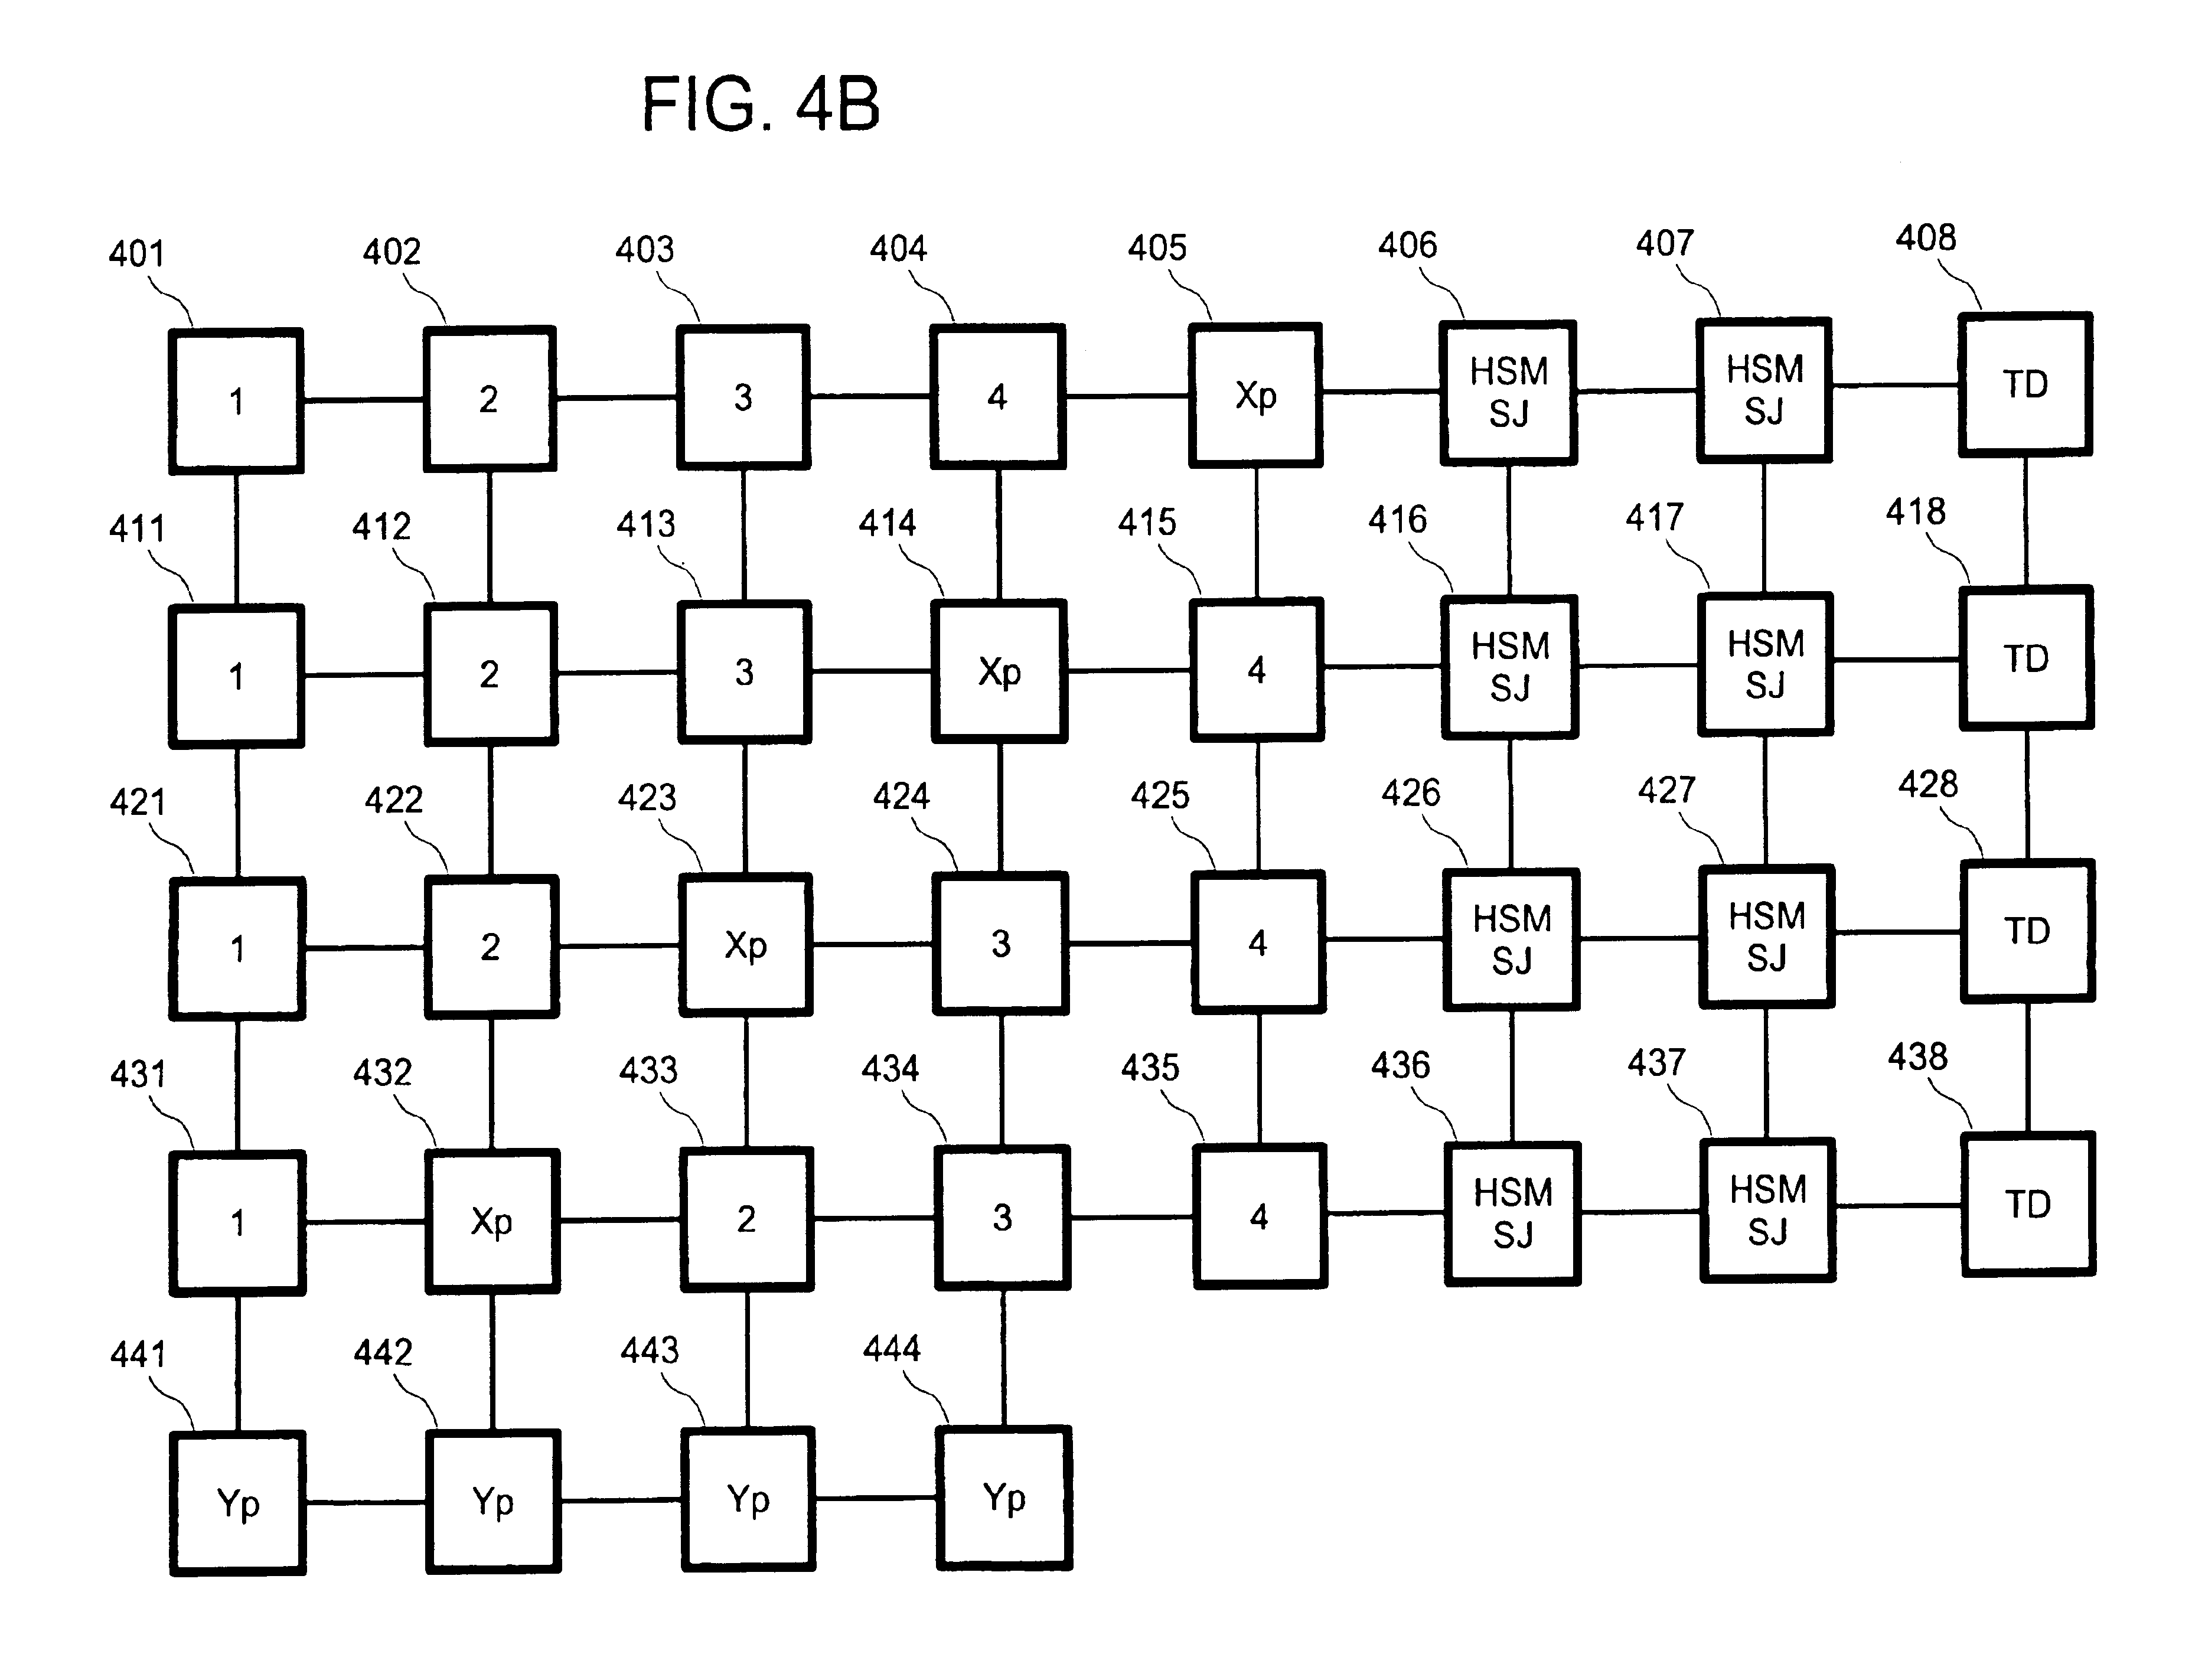 FIG. 4B
401 402 403 404 405 406 407 408
1 2 3 4 Xp HSM SJ HSM SJ TD
411 412 413 414 415 416 417 418
1 2 3 Xp 4 HSM SJ HSM SJ TD
421 422 423 424 425 426 427 428
1 2 Xp 3 4 HSM SJ HSM SJ TD
431 432 433 434 435 436 437 438
1 Xp 2 3 4 HSM SJ HSM SJ TD
441 442 443 444
Yp Yp Yp Yp